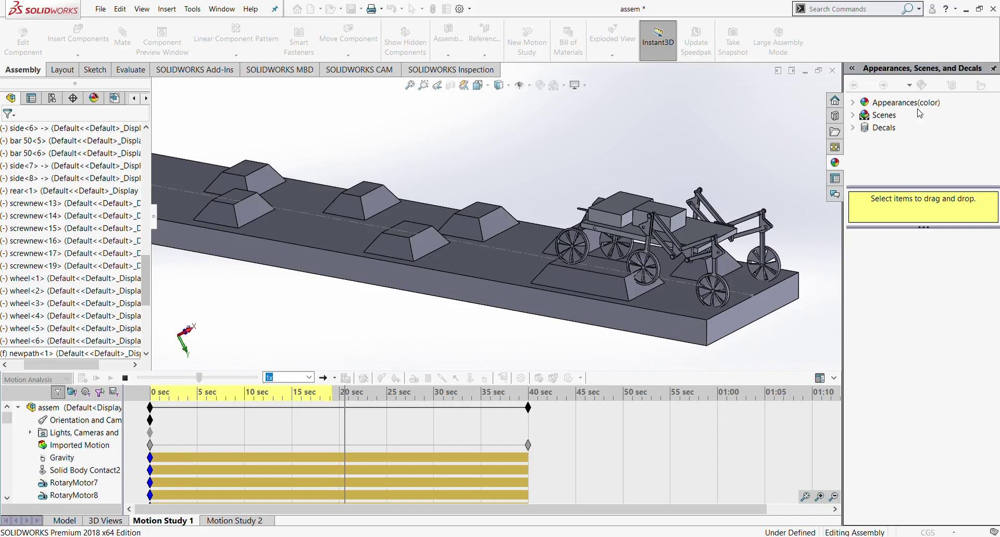 SOLIDWORKS File Edit View Insert Tools Window Help assem * Search Commands
Edit Component
Insert Components
Mate
Component Preview Window
Linear Component Pattern
Smart Fasteners
Move Component
Show Hidden Components
Assemb...
Referenc...
New Motion Study
Bill of Materials
Exploded View
Instant3D
Update Speedpak
Take Snapshot
Large Assembly Mode
Assembly Layout Sketch Evaluate SOLIDWORKS Add-Ins SOLIDWORKS MBD SOLIDWORKS CAM SOLIDWORKS Inspection
Appearances, Scenes, and Decals
Appearances(color)
Scenes
Decals
Select items to drag and drop.
(-) side<6> -> (Default<<Default>_Displ
(-) bar 50<5> (Default<<Default>_Displa
(-) bar 50<6> (Default<<Default>_Displa
(-) side<7> -> (Default<<Default>_Displ
(-) side<8> -> (Default<<Default>_Displ
(-) rear<1> (Default<<Default>_Display
(-) screwnew<13> (Default<<Default>_D
(-) screwnew<14> (Default<<Default>_D
(-) screwnew<15> (Default<<Default>_D
(-) screwnew<16> (Default<<Default>_D
(-) screwnew<17> (Default<<Default>_D
(-) screwnew<19> (Default<<Default>_D
(-) wheel<1> (Default<<Default>_Displa
(-) wheel<2> (Default<<Default>_Displa
(-) wheel<3> (Default<<Default>_Displa
(-) wheel<4> (Default<<Default>_Displa
(-) wheel<5> (Default<<Default>_Displa
(-) wheel<6> (Default<<Default>_Displa
(f) newpath<1> (Default<<Default>_Disp
X
Y
Motion Analysis 1x
0 sec 5 sec 10 sec 15 sec 20 sec 25 sec 30 sec 35 sec 40 sec 45 sec 50 sec 55 sec 01:00 01:05 01:10
assem (Default<Display
Orientation and Cam
Lights, Cameras and
Imported Motion
Gravity
Solid Body Contact2
RotaryMotor7
RotaryMotor8
Model 3D Views Motion Study 1 Motion Study 2
SOLIDWORKS Premium 2018 x64 Edition Under Defined Editing Assembly CGS